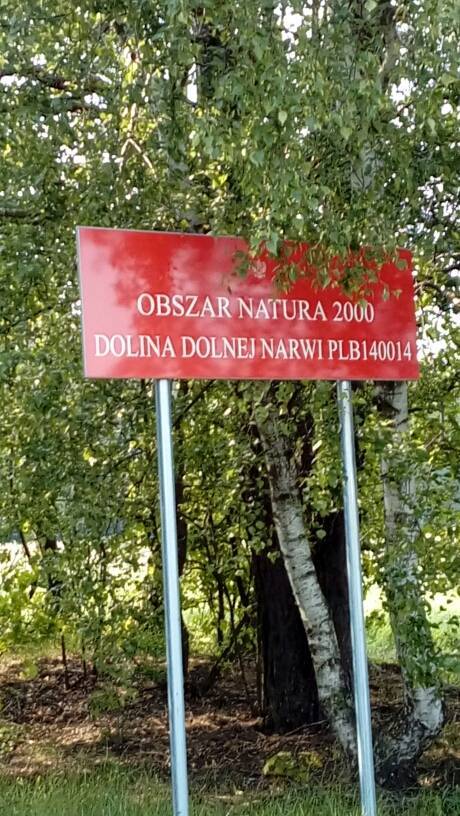 OBSZAR NATURA 2000
DOLINA DOLNEJ NARWI PLB140014